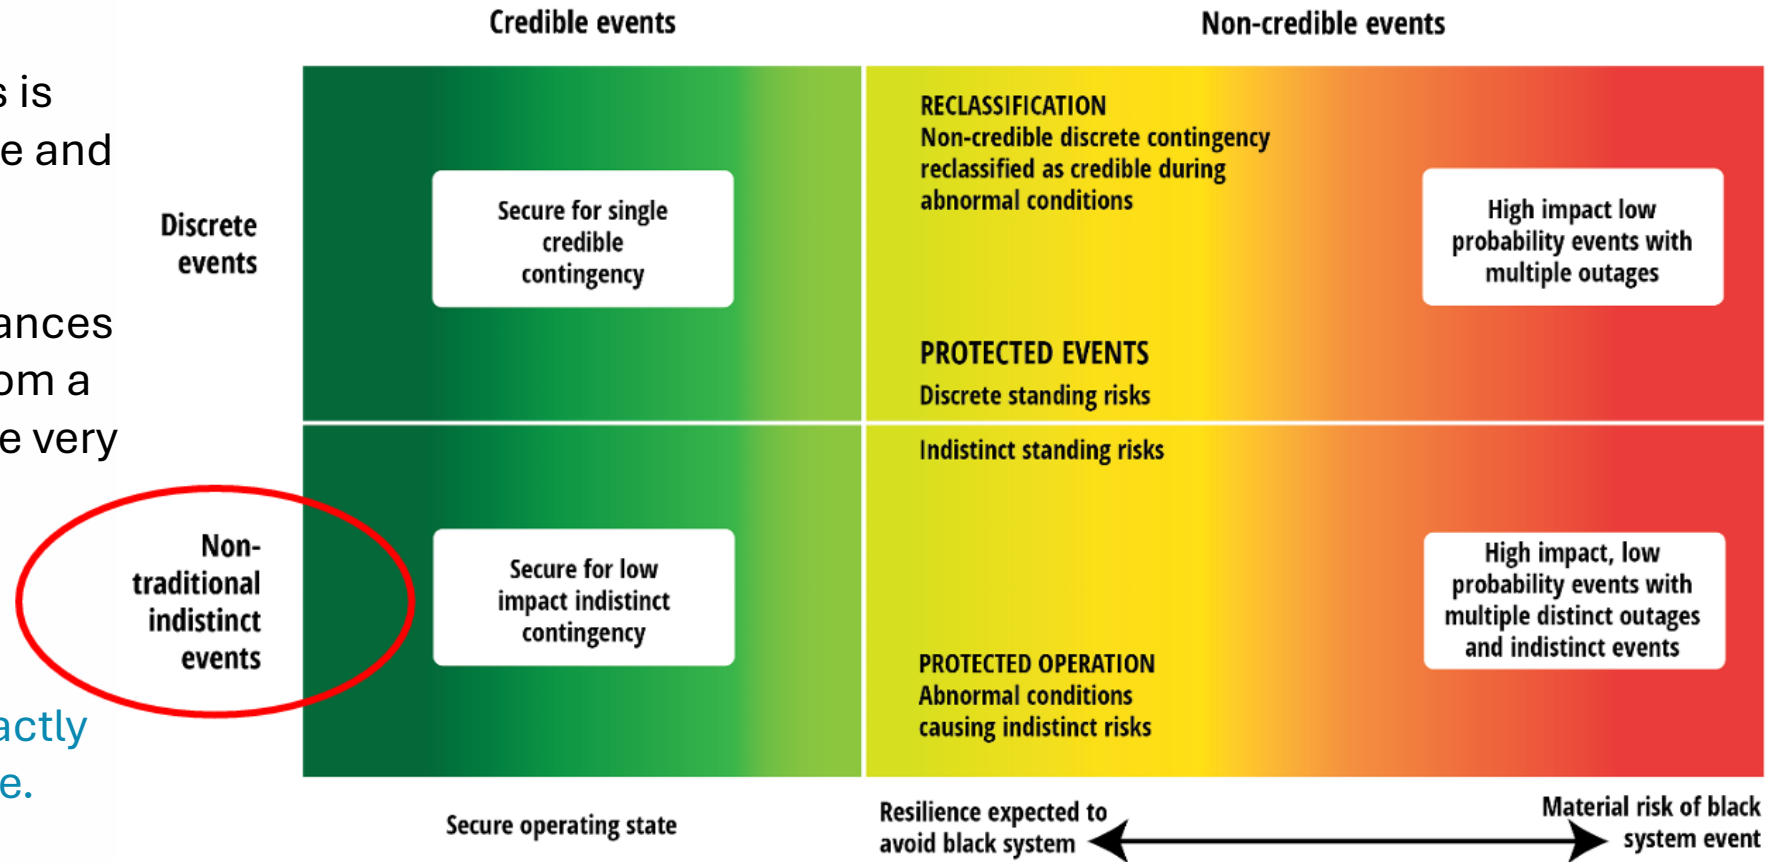 Credible events
Non-credible events
s is
e and
ances
om a
e very
actly
e.
Discrete
events
Secure for single
credible
contingency
RECLASSIFICATION
Non-credible discrete contingency
reclassified as credible during
abnormal conditions
PROTECTED EVENTS
Discrete standing risks
High impact low
probability events with
multiple outages
Non-
traditional
indistinct
events
Secure for low
impact indistinct
contingency
Indistinct standing risks
PROTECTED OPERATION
Abnormal conditions
causing indistinct risks
High impact, low
probability events with
multiple distinct outages
and indistinct events
Secure operating state
Resilience expected to
avoid black system
Material risk of black
system event